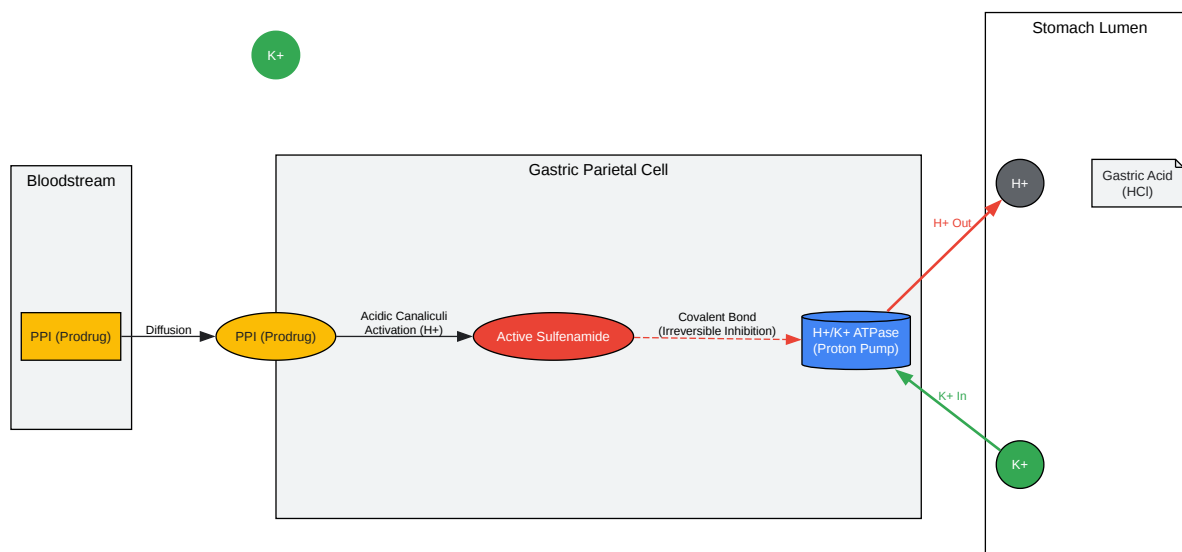 Stomach Lumen
K+
Gastric Parietal Cell
Bloodstream
H+
Gastric Acid
(HCl)
H+ Out
PPI (Prodrug)
Diffusion
PPI (Prodrug)
Acidic Canaliculi
Activation (H+)
Active Sulfenamide
Covalent Bond
(Irreversible Inhibition)
H+/K+ ATPase
(Proton Pump)
K+ In
K+